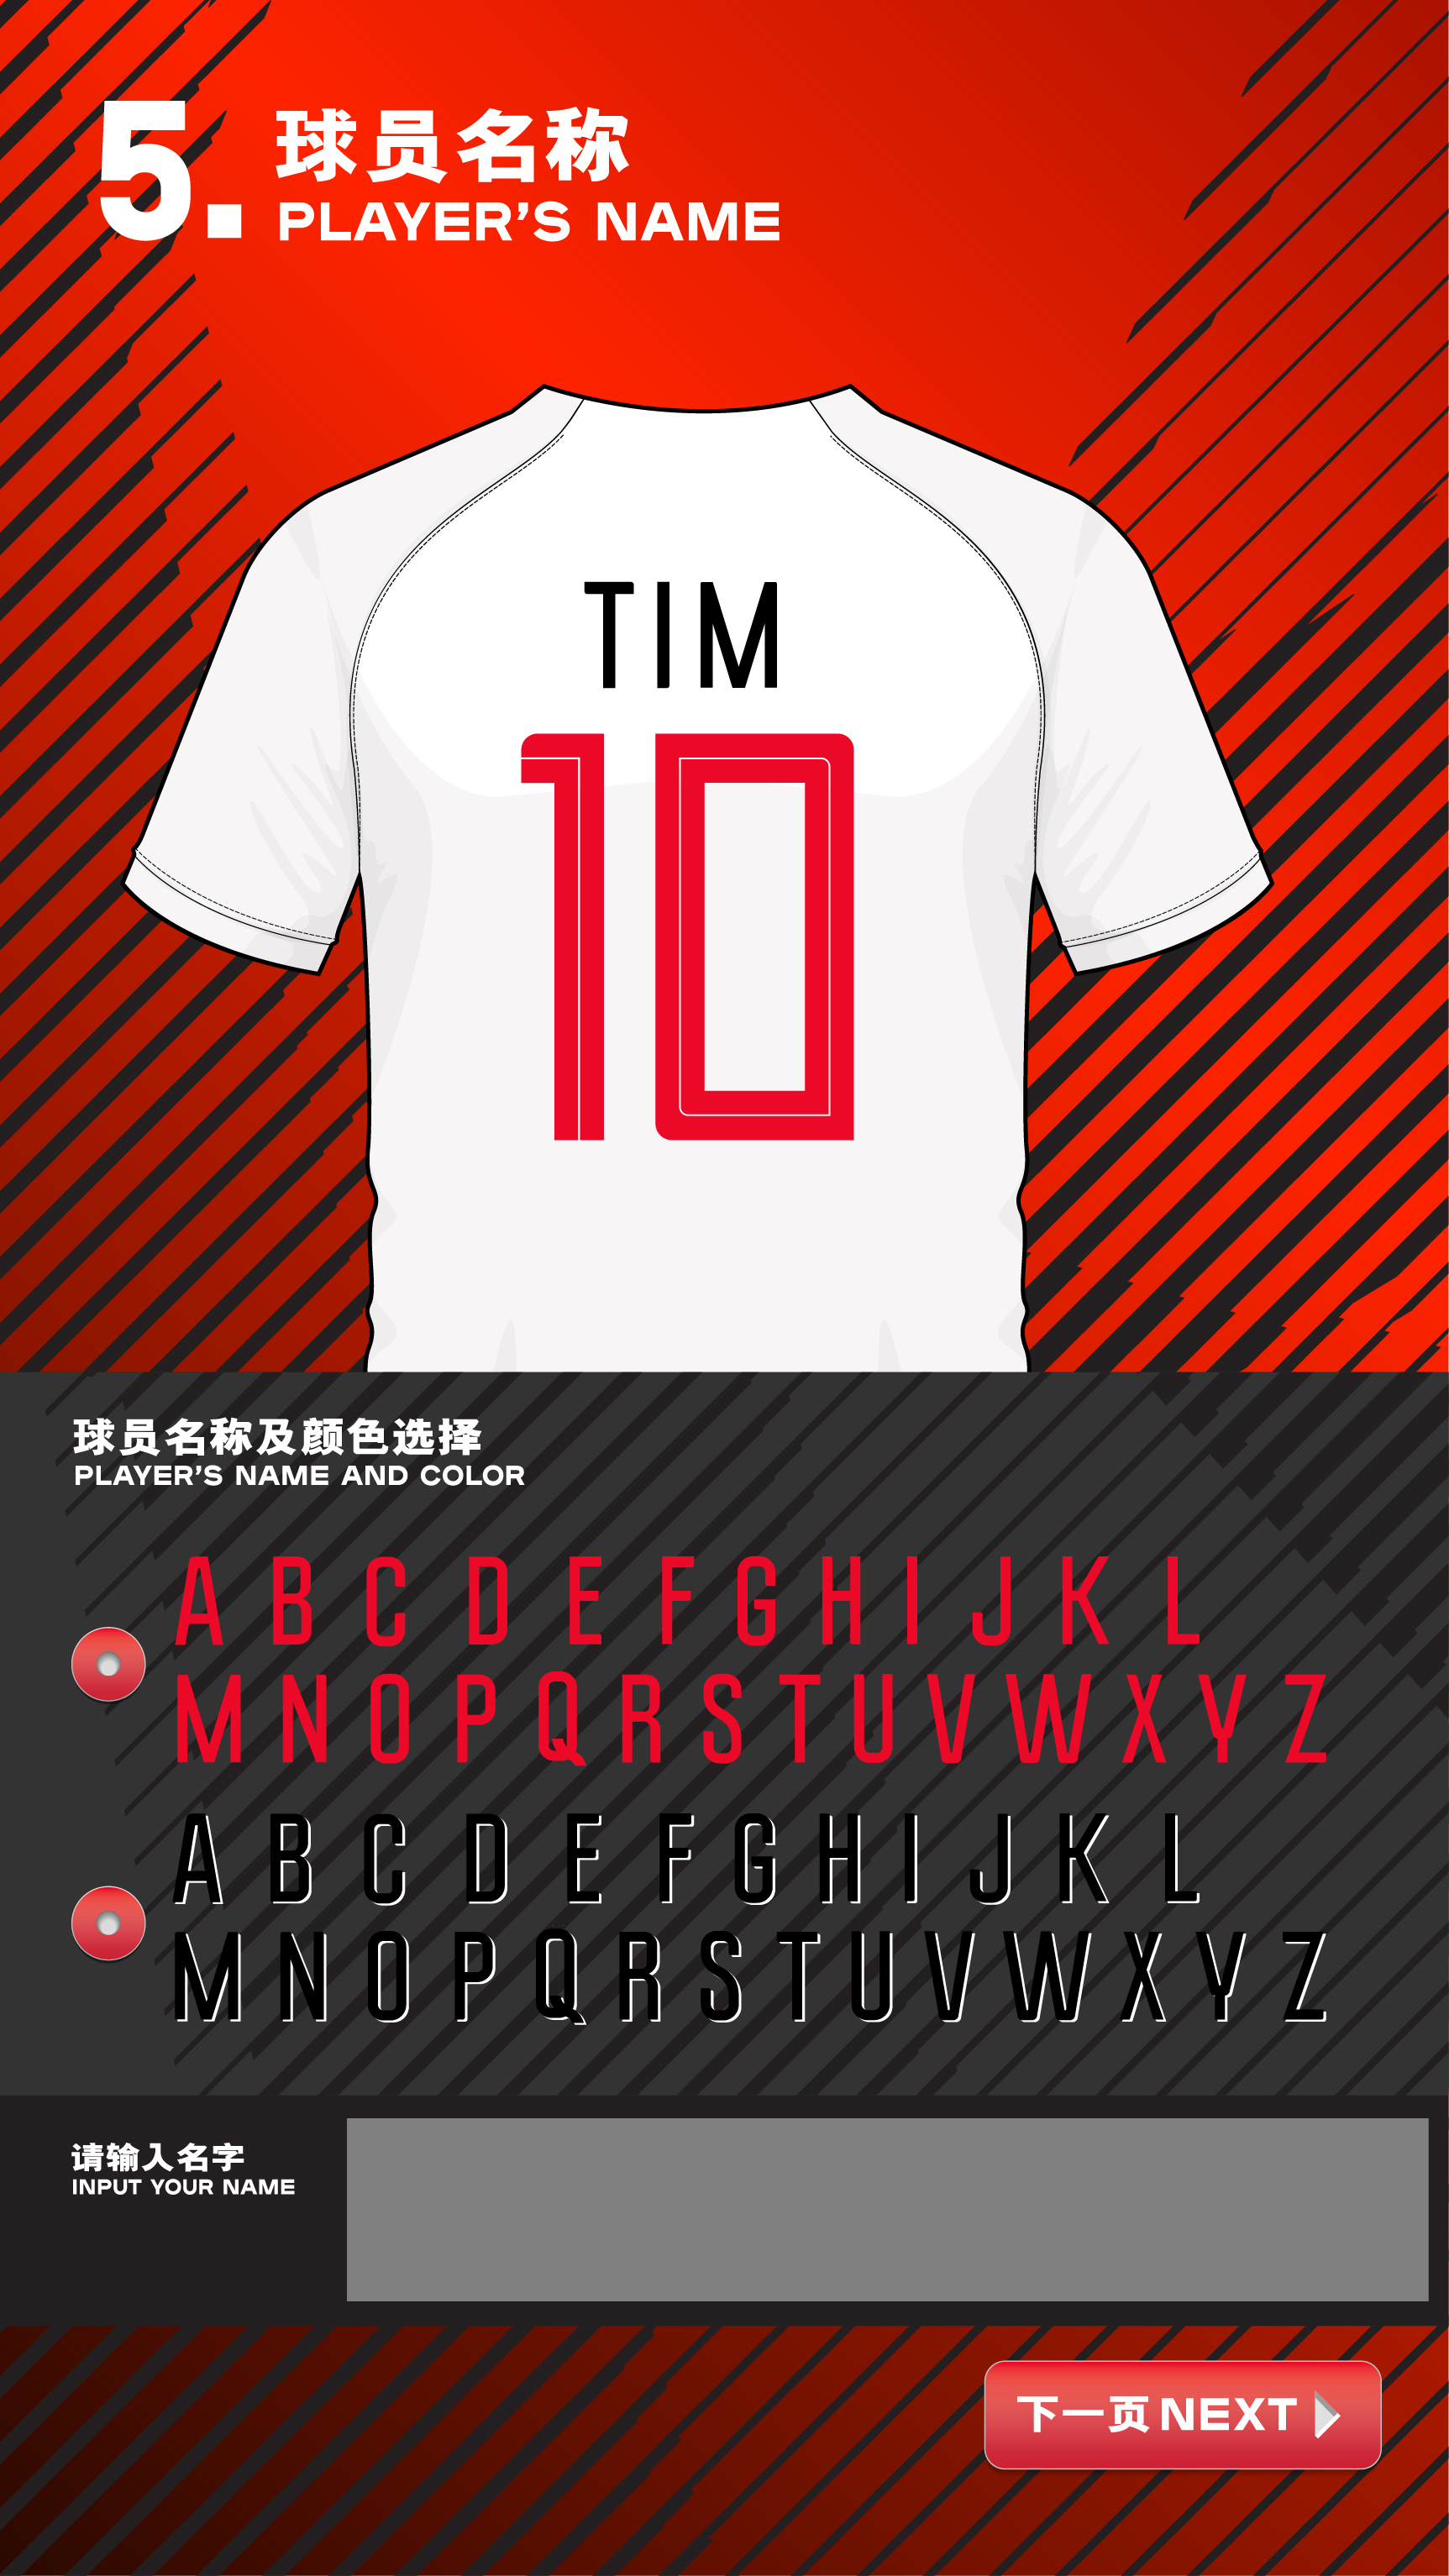 5. 球员名称
PLAYER’S NAME
TIM
10
球员名称及颜色选择
PLAYER’S NAME AND COLOR
A B C D E F G H I J K L
M N O P Q R S T U V W X Y Z
A B C D E F G H I J K L
M N O P Q R S T U V W X Y Z
请输入名字
INPUT YOUR NAME
下一页 NEXT